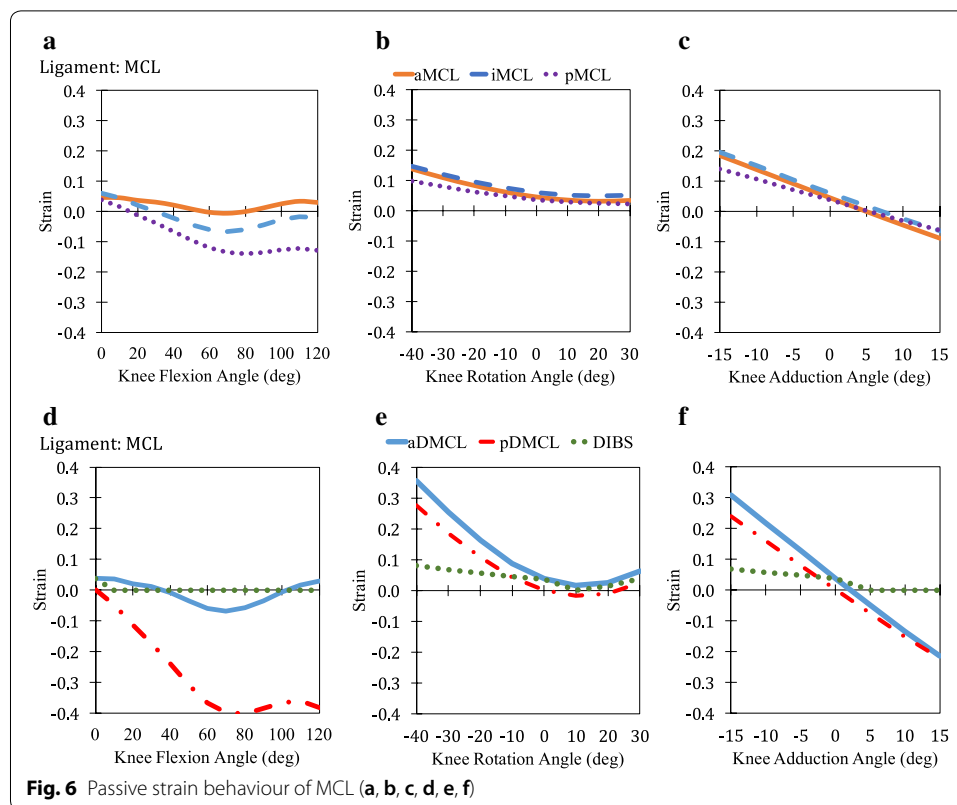 a b c
Ligament: MCL
aMCL iMCL pMCL
0.4 0.4 0.4
0.3 0.3 0.3
0.2 0.2 0.2
0.1 0.1 0.1
0.0 0.0 0.0
-0.1 -0.1 -0.1
-0.2 -0.2 -0.2
-0.3 -0.3 -0.3
-0.4 -0.4 -0.4
Strain Strain Strain
0 20 40 60 80 100 120 -40 -30 -20 -10 0 10 20 30 -15 -10 -5 0 5 10 15
Knee Flexion Angle (deg) Knee Rotation Angle (deg) Knee Adduction Angle (deg)
d e f
Ligament: MCL
aDMCL pDMCL DIBS
0.4 0.4 0.4
0.3 0.3 0.3
0.2 0.2 0.2
0.1 0.1 0.1
0.0 0.0 0.0
-0.1 -0.1 -0.1
-0.2 -0.2 -0.2
-0.3 -0.3 -0.3
-0.4 -0.4 -0.4
Strain Strain Strain
0 20 40 60 80 100 120 -40 -30 -20 -10 0 10 20 30 -15 -10 -5 0 5 10 15
Knee Flexion Angle (deg) Knee Rotation Angle (deg) Knee Adduction Angle (deg)
Fig. 6 Passive strain behaviour of MCL (a, b, c, d, e, f)